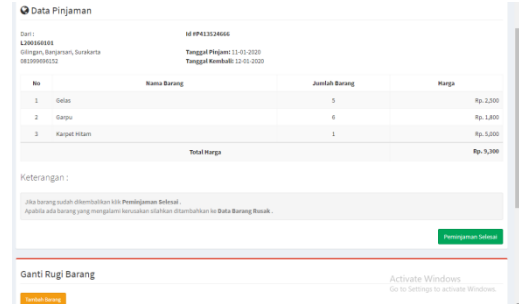 Data Pinjaman
Dari :
L200160101
Gilingan, Banjarsari, Surakarta
Id #P413524666
Tanggal Pinjam: 11-01-2020
Tanggal Kembali: 12-01-2020
No Nama Barang Jumlah Barang Harga
1 Gelas 5 Rp. 2,500
2 Garpu 6 Rp. 1,800
3 Karpet Hitam 1 Rp. 5,000
Total Harga Rp. 9,300
Keterangan :
Jika barang sudah dikembalikan klik Peminjaman Selesai .
Apabila ada barang yang mengalami kerusakan silahkan ditambahkan ke Data Barang Rusak .
Peminjaman Selesai
Ganti Rugi Barang
Tambah Barang
Activate Windows
Go to Settings to activate Windows.